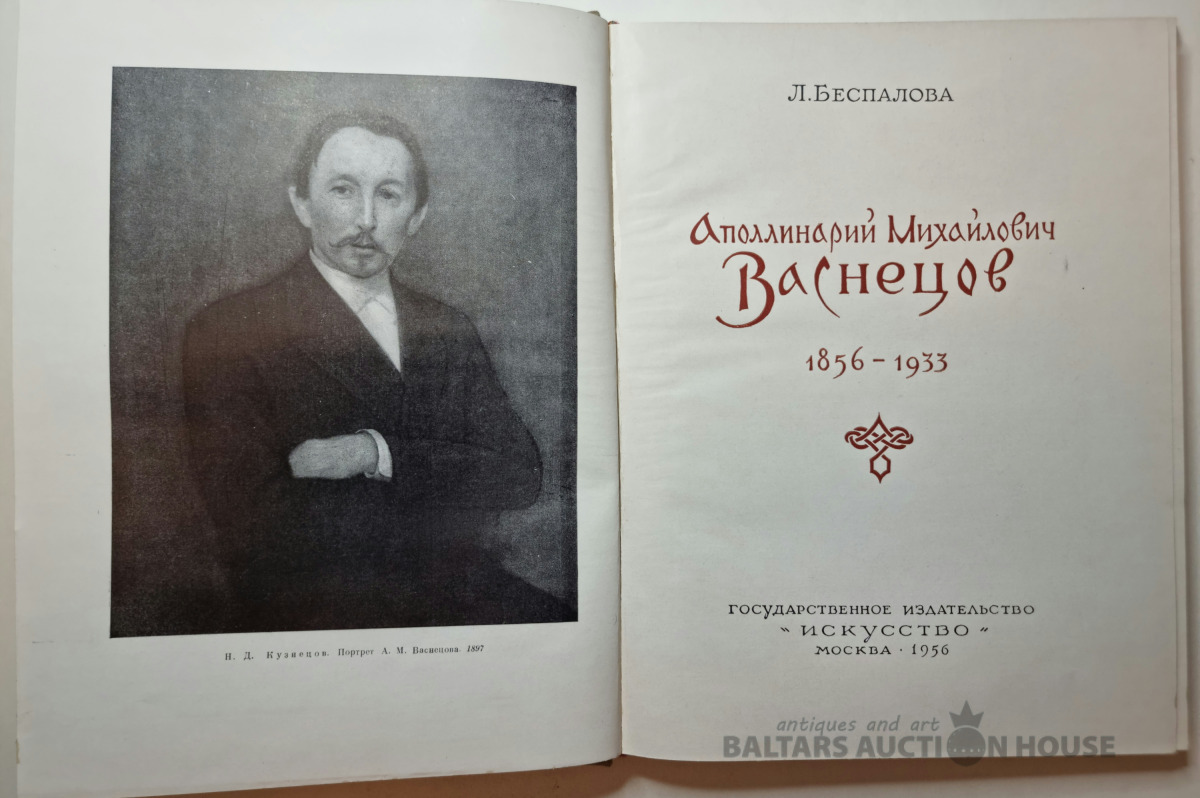 Н. Д. Кузнецов. Портрет А. М. Васнецова. 1897
Л. БЕСПАЛОВА
Аполлинарий Михайлович
Васнецов
1856 – 1933
ГОСУДАРСТВЕННОЕ ИЗДАТЕЛЬСТВО
"ИСКУССТВО"
МОСКВА · 1956
antiques and art
BALTARS AUCTION HOUSE